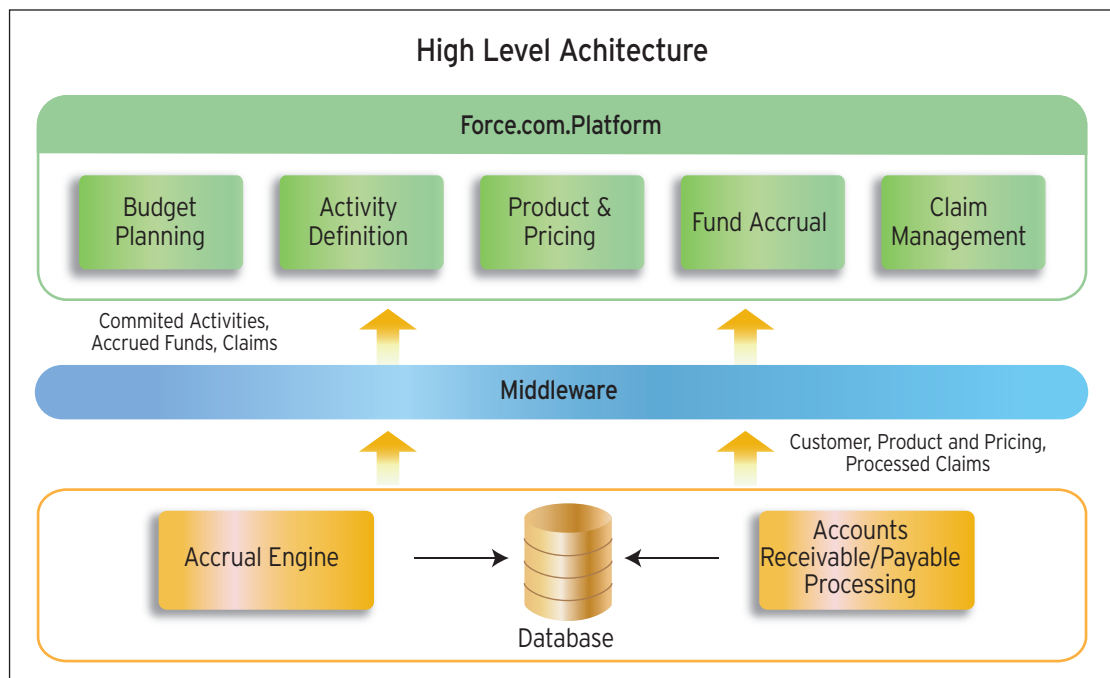 High Level Achitecture
Force.com.Platform
Budget
Planning
Activity
Definition
Product &
Pricing
Fund Accrual
Claim
Management
Commited Activities,
Accrued Funds, Claims
Middleware
Customer, Product and Pricing,
Processed Claims
Accrual Engine
Database
Accounts
Receivable/Payable
Processing